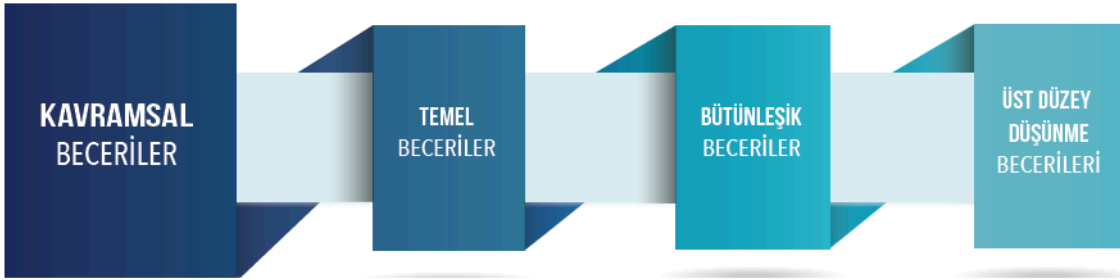 KAVRAMSAL
BECERİLER
TEMEL
BECERİLER
BÜTÜNLEŞİK
BECERİLER
ÜST DÜZEY
DÜŞÜNME
BECERİLERİ